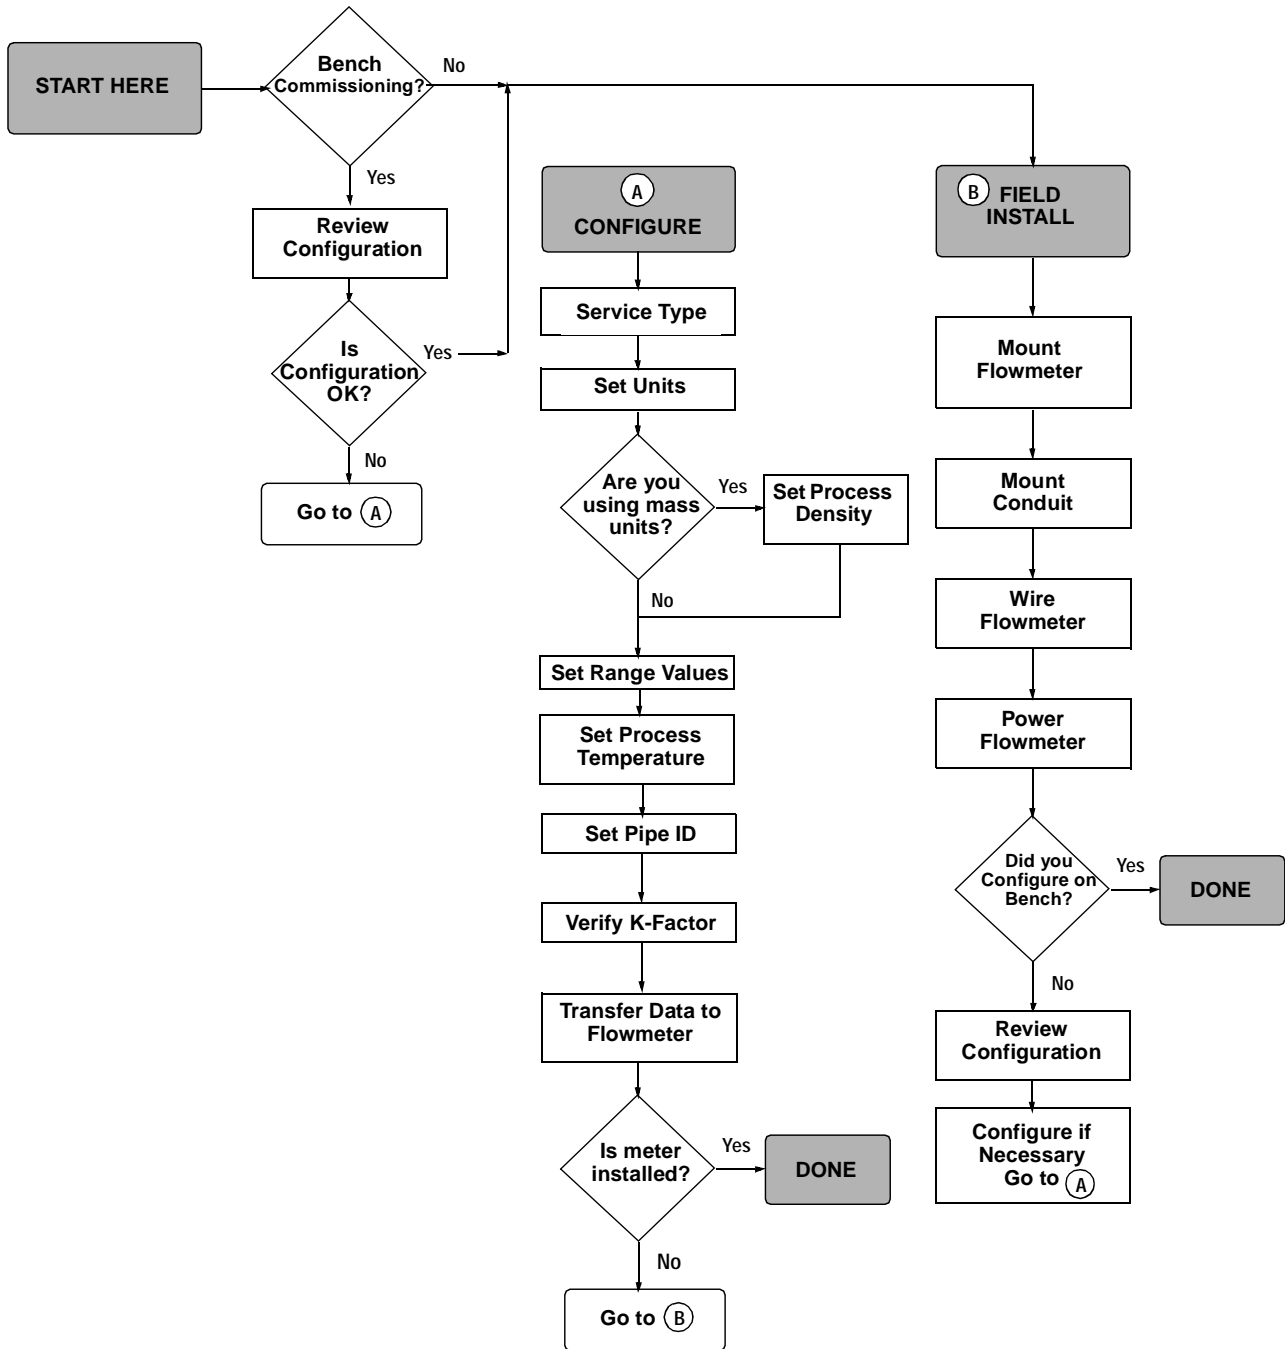 START HERE
Bench
Commissioning?
No
Yes
Review
Configuration
Is
Configuration
OK?
Yes
No
Go to A
A
CONFIGURE
Service Type
Set Units
Are you
using mass
units?
Yes
Set Process
Density
No
Set Range Values
Set Process
Temperature
Set Pipe ID
Verify K-Factor
Transfer Data to
Flowmeter
Is meter
installed?
Yes
DONE
No
Go to B
B FIELD
INSTALL
Mount
Flowmeter
Mount
Conduit
Wire
Flowmeter
Power
Flowmeter
Did you
Configure on
Bench?
Yes
DONE
No
Review
Configuration
Configure if
Necessary
Go to A